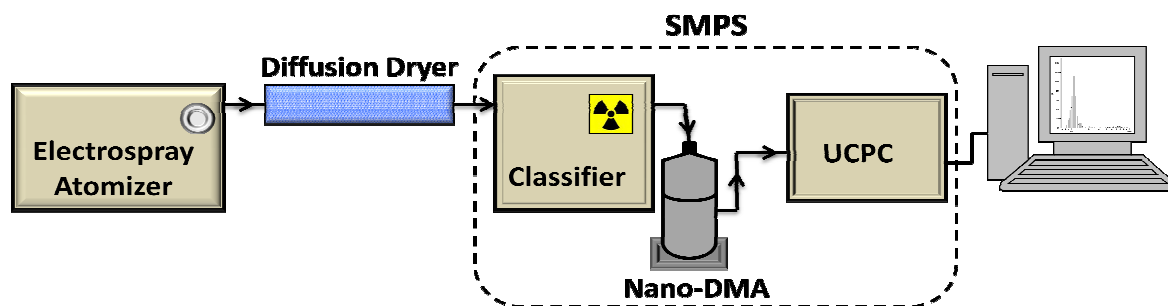 SMPS
Diffusion Dryer
Electrospray
Atomizer
Classifier
UCPC
Nano-DMA